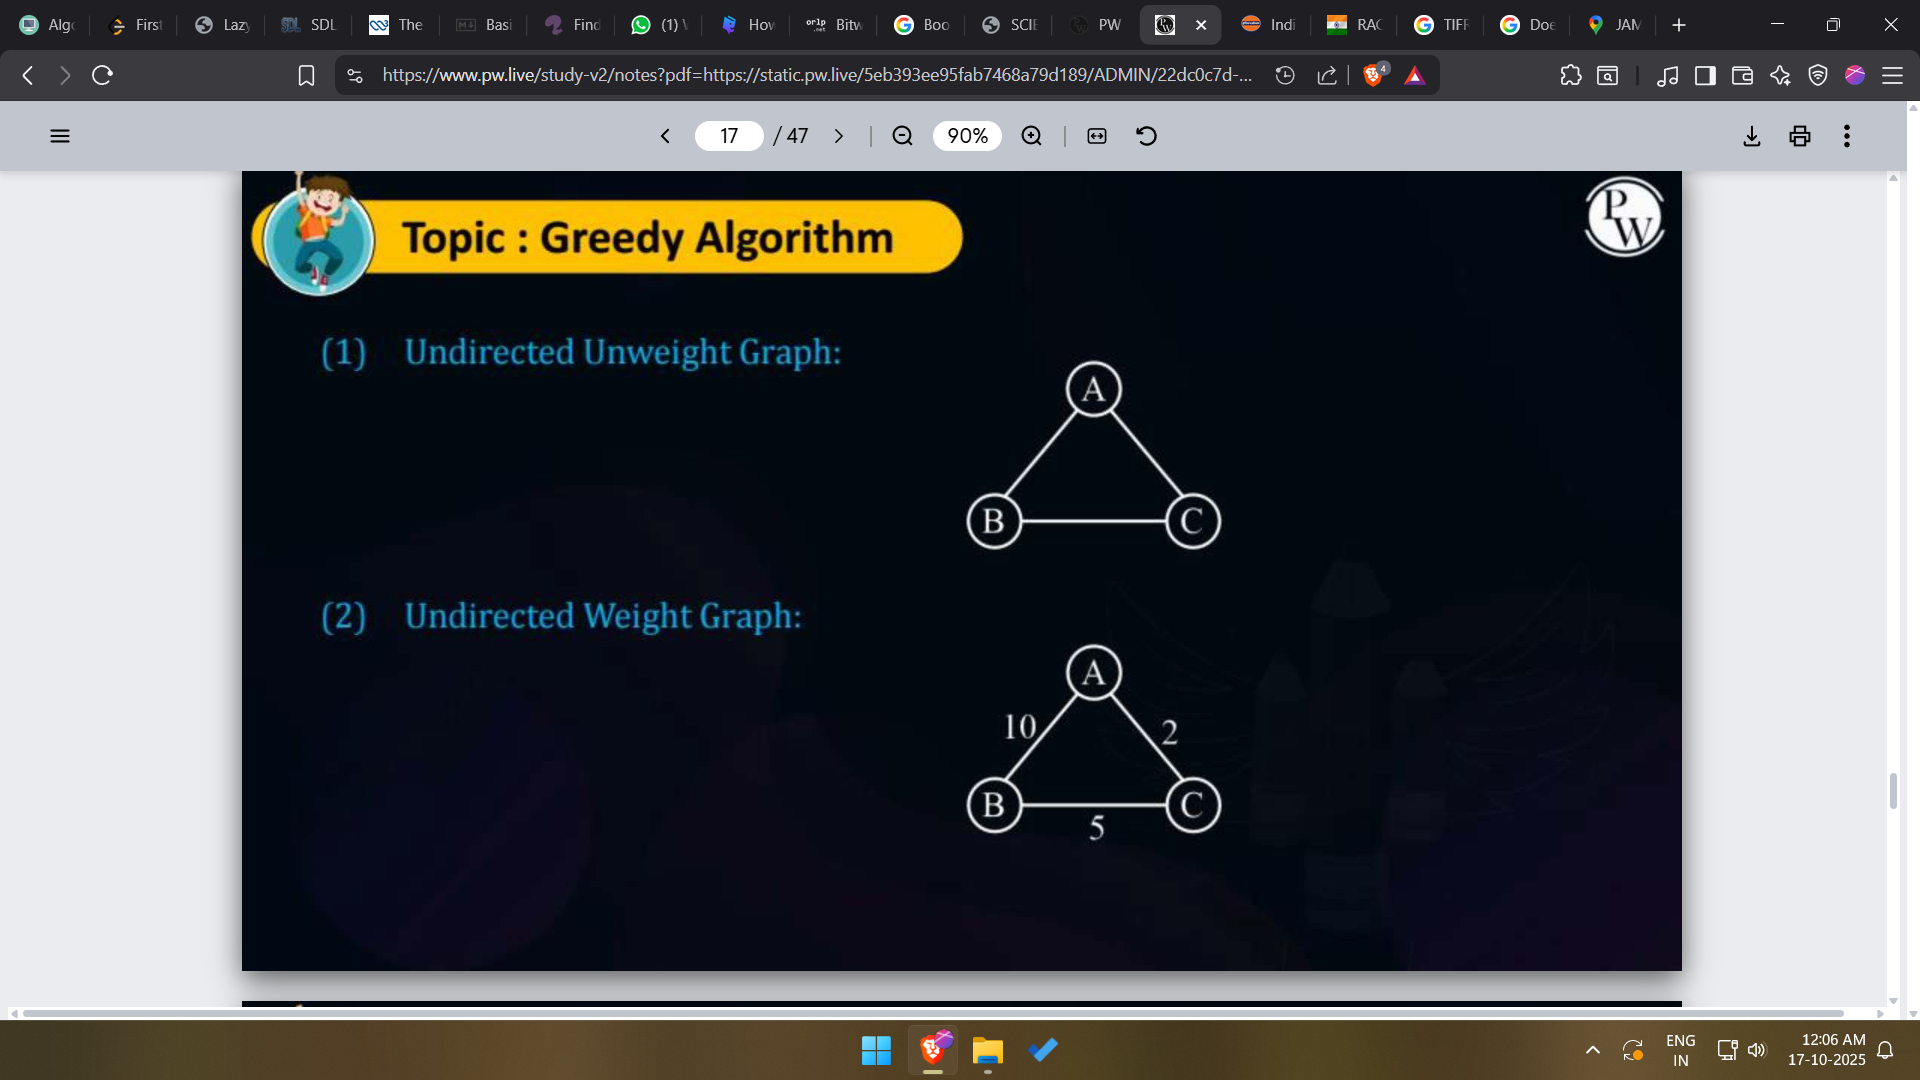 Algo
First
Lazy
SDL
The
Basi
Find
(1) W
How
Bitw
Boo
SCIE
PW
Indi
RAC
TIFR
Doe
JAM
https://www.pw.live/study-v2/notes?pdf=https://static.pw.live/5eb393ee95fab7468a79d189/ADMIN/22dc0c7d-...
4
17 / 47
90%
Topic : Greedy Algorithm
PW
(1) Undirected Unweight Graph:
A
B C
(2) Undirected Weight Graph:
A
10 2
B C
5
ENG
IN
12:06 AM
17-10-2025